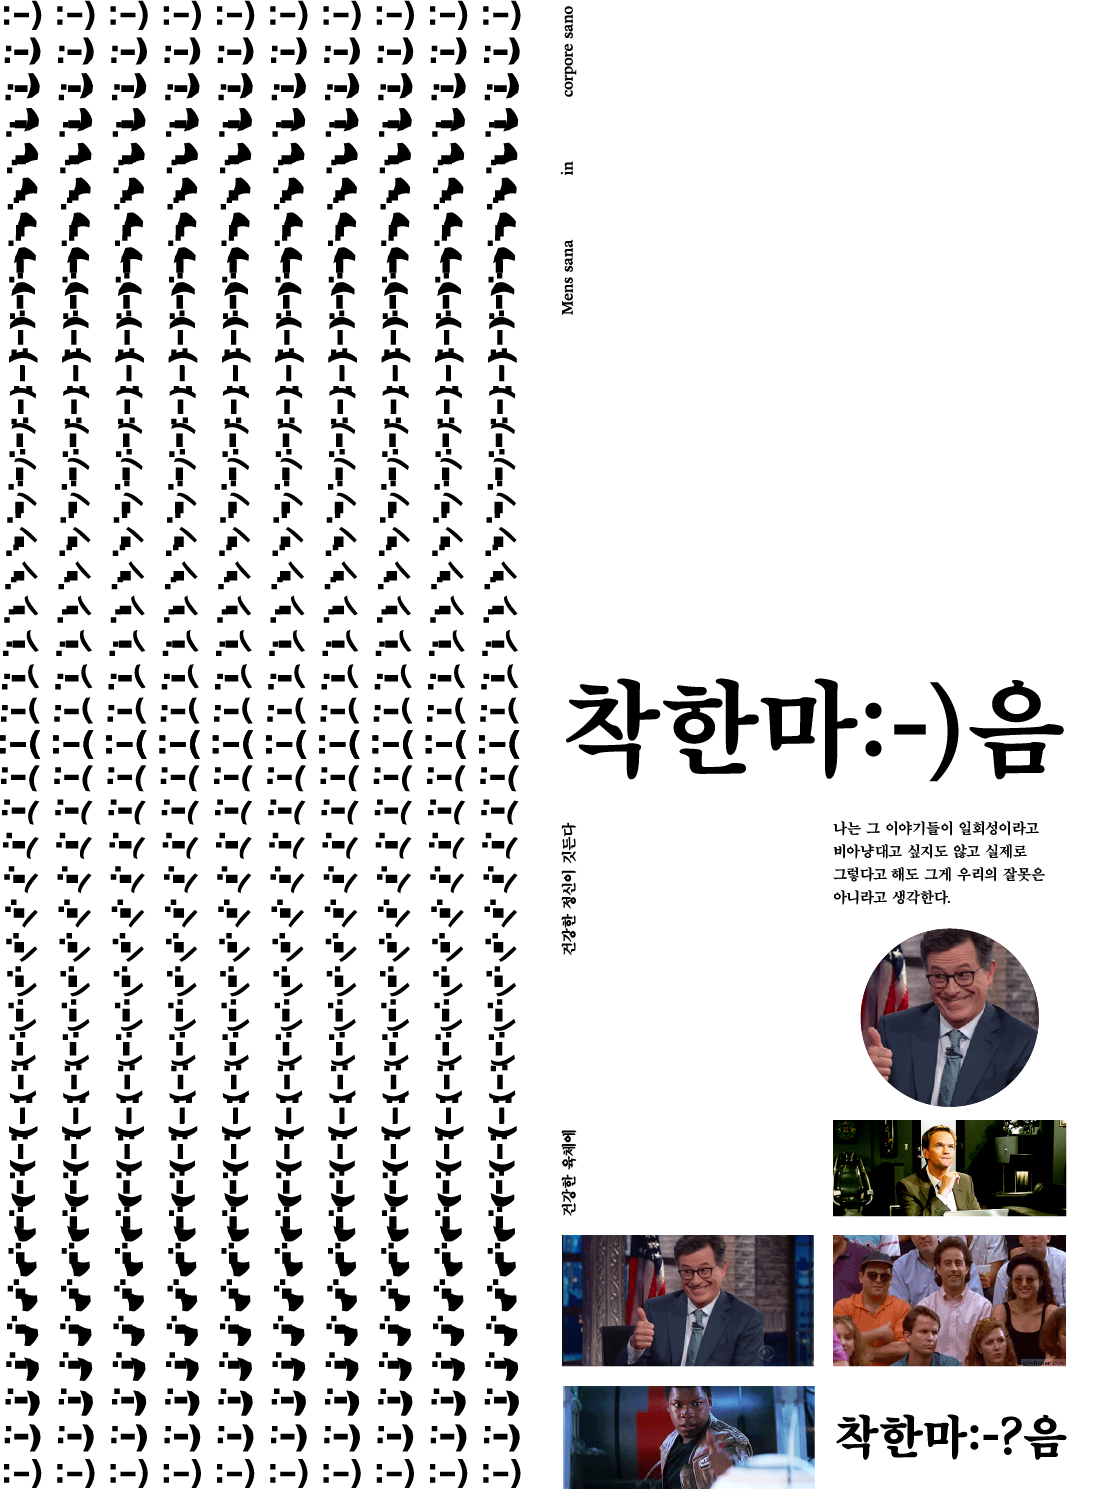 :-) :-) :-) :-) :-) :-) :-) :-) :-) :-)
:-( :-( :-( :-( :-( :-( :-( :-( :-( :-(
:-) :-) :-) :-) :-) :-) :-) :-) :-) :-)
Mens sana in corpore sano
착한마:-)음
건강한 육체에 건강한 정신이 깃든다
나는 그 이야기들이 일회성이라고
비아냥대고 싶지도 않고 실제로
그렇다고 해도 그게 우리의 잘못은
아니라고 생각한다.
착한마:-?음